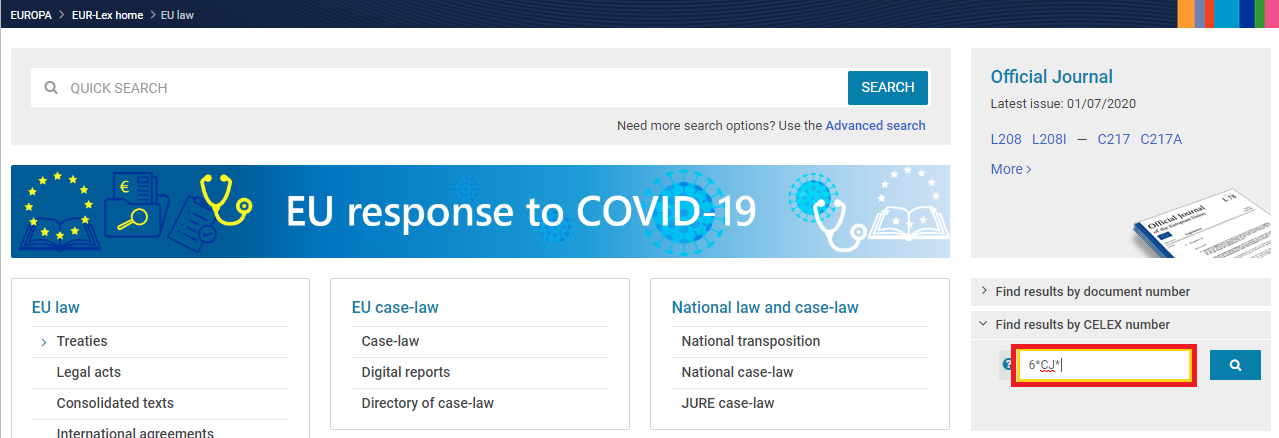 EUROPA > EUR-Lex home > EU law
QUICK SEARCH
SEARCH
Need more search options? Use the Advanced search
EU response to COVID-19
€
Official Journal
Latest issue: 01/07/2020
L208 L208I — C217 C217A
More >
Official Journal
of the European Union
L 78
EU law
> Treaties
Legal acts
Consolidated texts
International agreements
EU case-law
Case-law
Digital reports
Directory of case-law
National law and case-law
National transposition
National case-law
JURE case-law
Find results by document number
Find results by CELEX number
? 6*CJ*